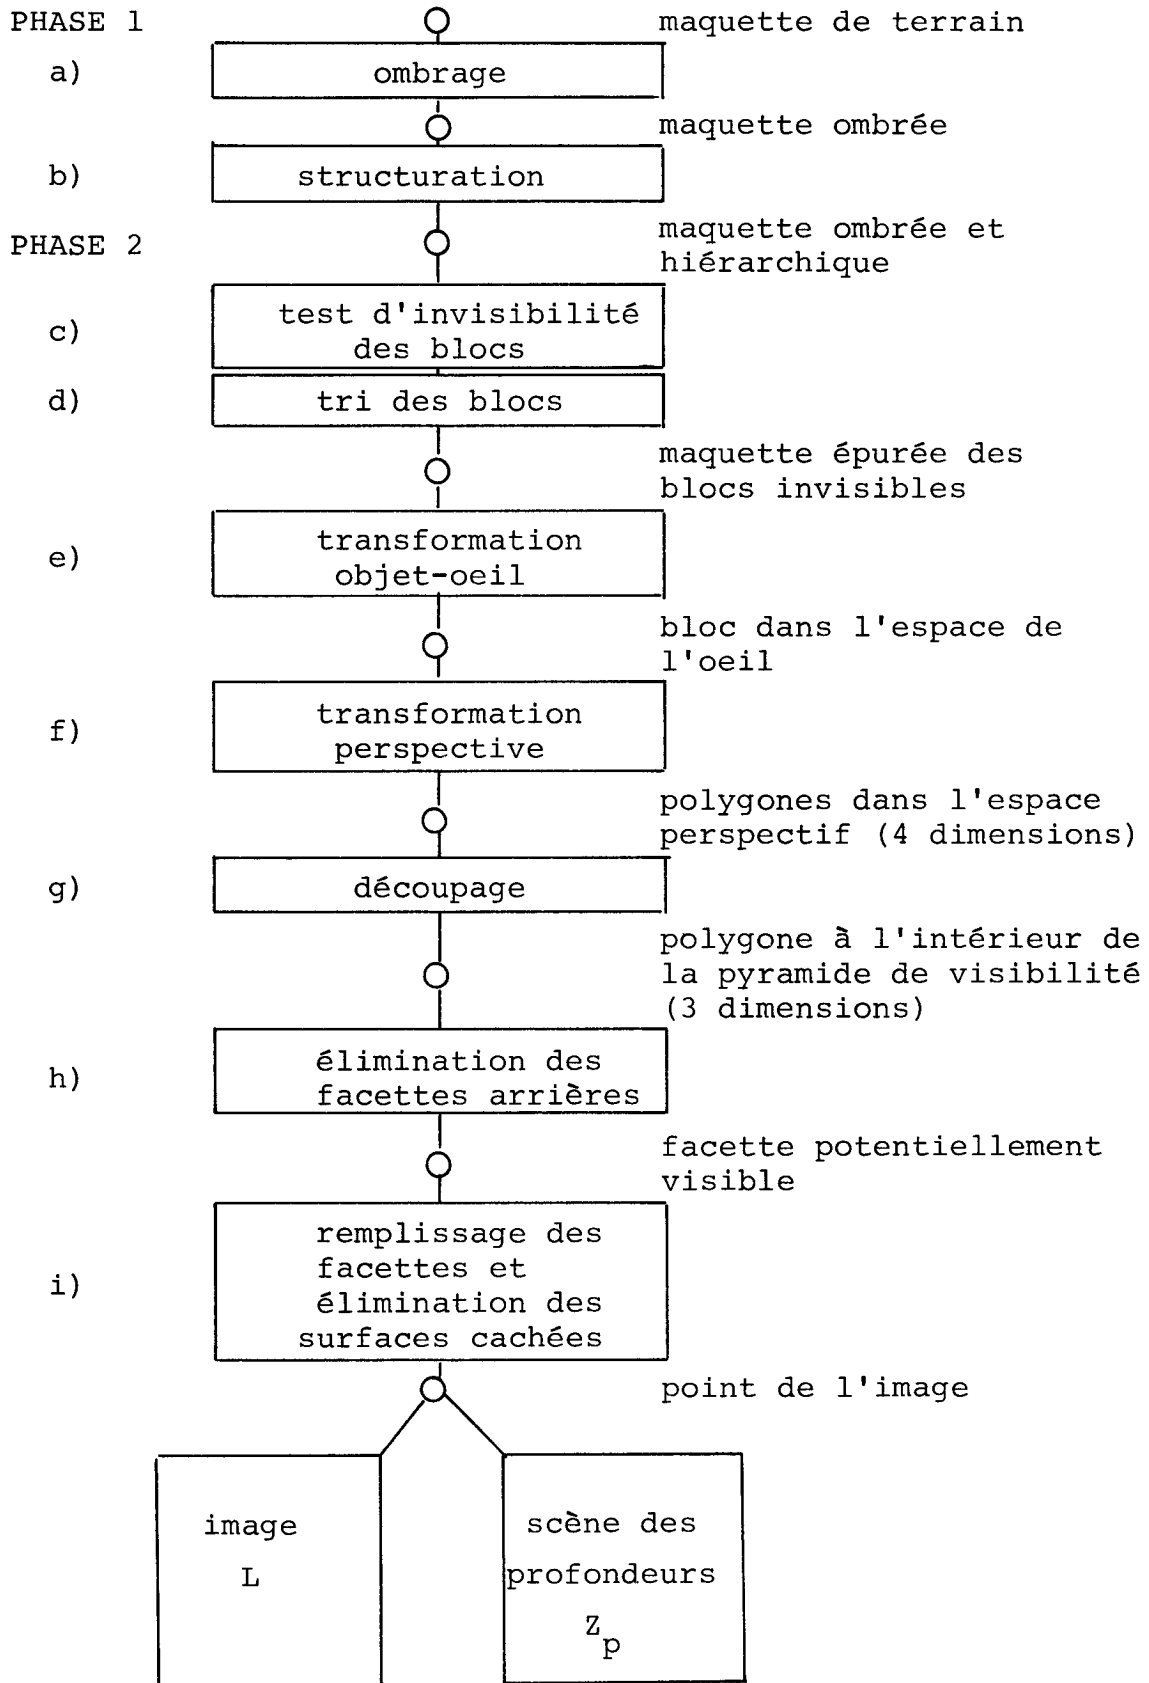 PHASE 1
maquette de terrain
a)
ombrage
maquette ombrée
b)
structuration
PHASE 2
maquette ombrée et
hiérarchique
c)
test d'invisibilité
des blocs
d)
tri des blocs
maquette épurée des
blocs invisibles
e)
transformation
objet-oeil
bloc dans l'espace de
l'oeil
f)
transformation
perspective
polygones dans l'espace
perspectif (4 dimensions)
g)
découpage
polygone à l'intérieur de
la pyramide de visibilité
(3 dimensions)
h)
élimination des
facettes arrières
facette potentiellement
visible
i)
remplissage des
facettes et
élimination des
surfaces cachées
point de l'image
image
L
scène des
profondeurs
Zp